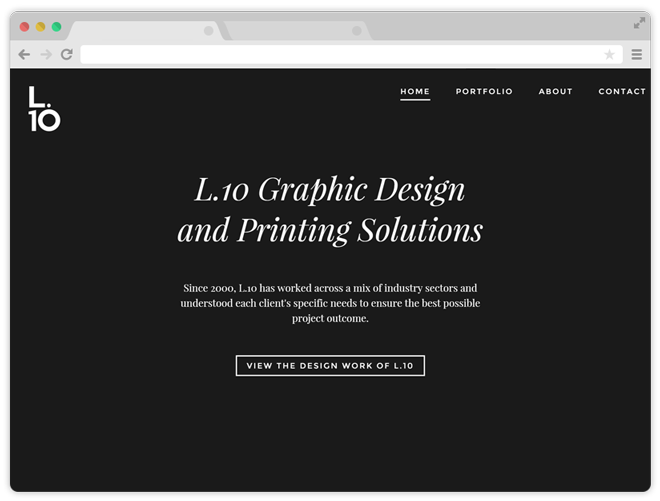 L.
10
HOME PORTFOLIO ABOUT CONTACT
L.10 Graphic Design
and Printing Solutions
Since 2000, L.10 has worked across a mix of industry sectors and
understood each client's specific needs to ensure the best possible
project outcome.
VIEW THE DESIGN WORK OF L.10